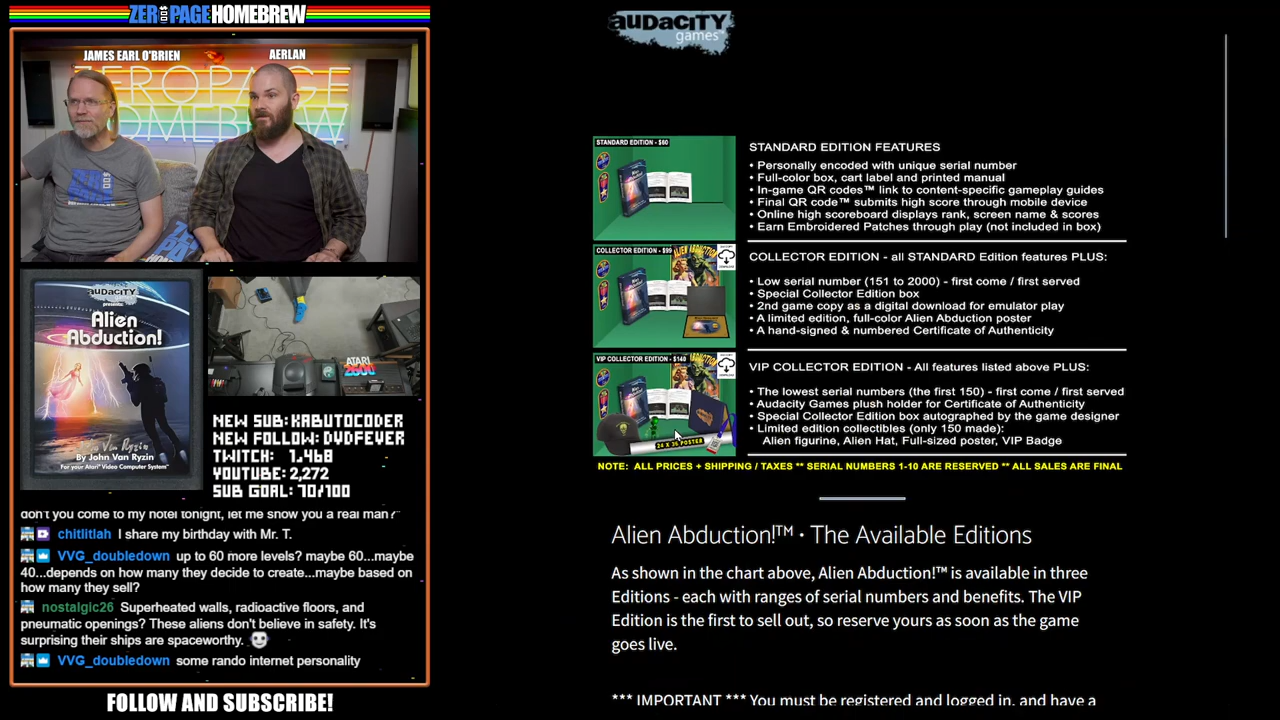 ZEROPAGE HOMEBREW
JAMES EARL O'BRIEN
AERLAN
ZEROPAGE
HOMEBREW
AUDACITY
presents:
Alien
Abduction!
By John Van Ryzin
For your Atari Video Computer System
ATARI
2600
NEW SUB: KABUTOCODER
NEW FOLLOW: DVDFEVER
TWITCH: 1,468
YOUTUBE: 2,272
SUB GOAL: 70/100
don't you come to my hotel tonight, let me show you a real man?"
chitlitlah I share my birthday with Mr. T.
VVG_doubledown up to 60 more levels? maybe 60...maybe
40...depends on how many they decide to create...maybe based on
how many they sell?
nostalgic26 Superheated walls, radioactive floors, and
pneumatic openings? These aliens don't believe in safety. It's
surprising their ships are spaceworthy.
VVG_doubledown some rando internet personality
FOLLOW AND SUBSCRIBE!
AUDACITY
games™
STANDARD EDITION - $60
STANDARD EDITION FEATURES
• Personally encoded with unique serial number
• Full-color box, cart label and printed manual
• In-game QR codes™ link to content-specific gameplay guides
• Final QR code™ submits high score through mobile device
• Online high scoreboard displays rank, screen name & scores
• Earn Embroidered Patches through play (not included in box)
COLLECTOR EDITION - $99
ALIEN ABDUCTION
DOWNLOAD
COLLECTOR EDITION - all STANDARD Edition features PLUS:
• Low serial number (151 to 2000) - first come / first served
• Special Collector Edition box
• 2nd game copy as a digital download for emulator play
• A limited edition, full-color Alien Abduction poster
• A hand-signed & numbered Certificate of Authenticity
VIP COLLECTOR EDITION - $149
DOWNLOAD
24 X 36 POSTER
VIP COLLECTOR EDITION - All features listed above PLUS:
• The lowest serial numbers (the first 150) - first come / first served
• Audacity Games plush holder for Certificate of Authenticity
• Special Collector Edition box autographed by the game designer
• Limited edition collectibles (only 150 made):
Alien figurine, Alien Hat, Full-sized poster, VIP Badge
NOTE: ALL PRICES + SHIPPING / TAXES ** SERIAL NUMBERS 1-10 ARE RESERVED ** ALL SALES ARE FINAL
Alien Abduction!™ • The Available Editions
As shown in the chart above, Alien Abduction!™ is available in three
Editions - each with ranges of serial numbers and benefits. The VIP
Edition is the first to sell out, so reserve yours as soon as the game
goes live.
*** IMPORTANT *** You must be registered and logged in, and have a